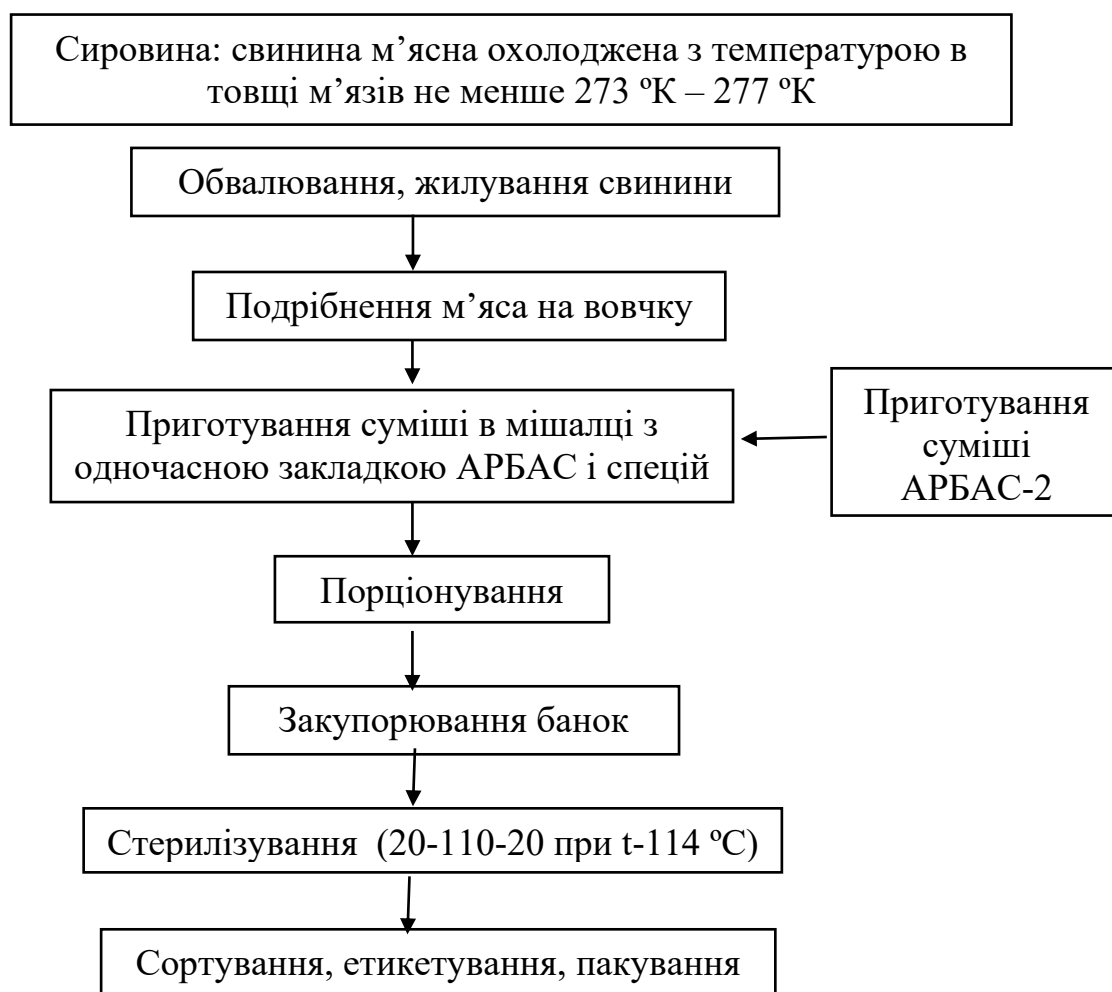 Сировина: свинина м’ясна охолоджена з температурою в
товщі м’язів не менше 273 ºК – 277 ºК
Обвалювання, жилування свинини
Подрібнення м’яса на вовчку
Приготування суміші в мішалці з
одночасною закладкою АРБАС і спецій
Приготування
суміші
АРБАС-2
Порціонування
Закупорювання банок
Стерилізування (20-110-20 при t-114 ºС)
Сортування, етикетування, пакування